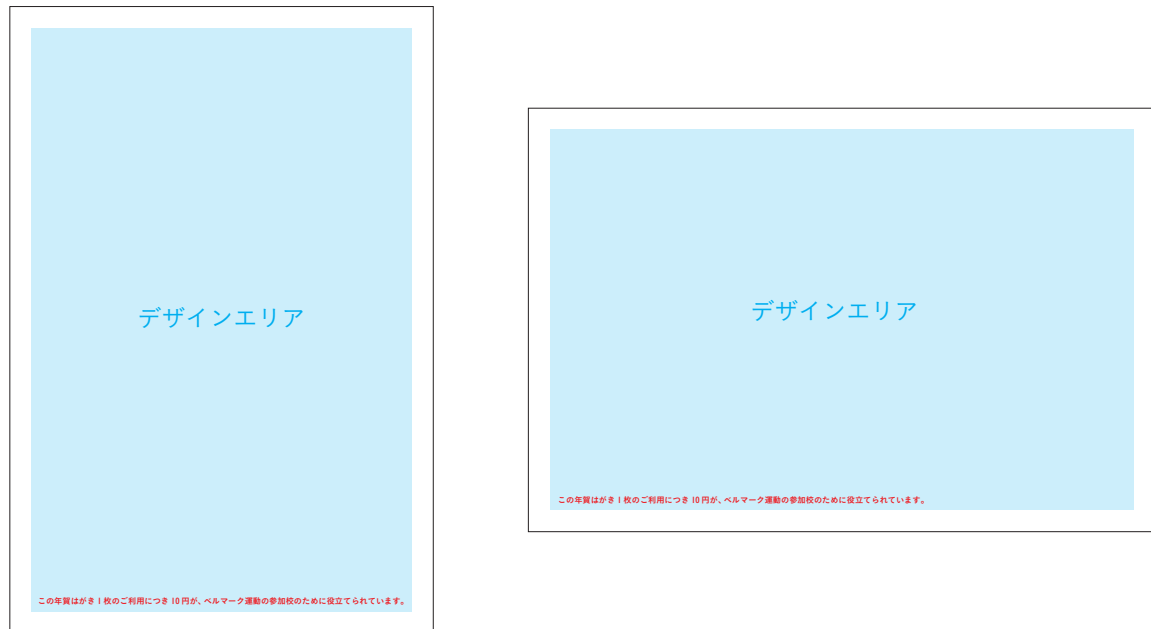 デザインエリア
この年賀はがき1枚のご利用につき10円が、ベルマーク運動の参加校のために役立てられています。
デザインエリア
この年賀はがき1枚のご利用につき10円が、ベルマーク運動の参加校のために役立てられています。